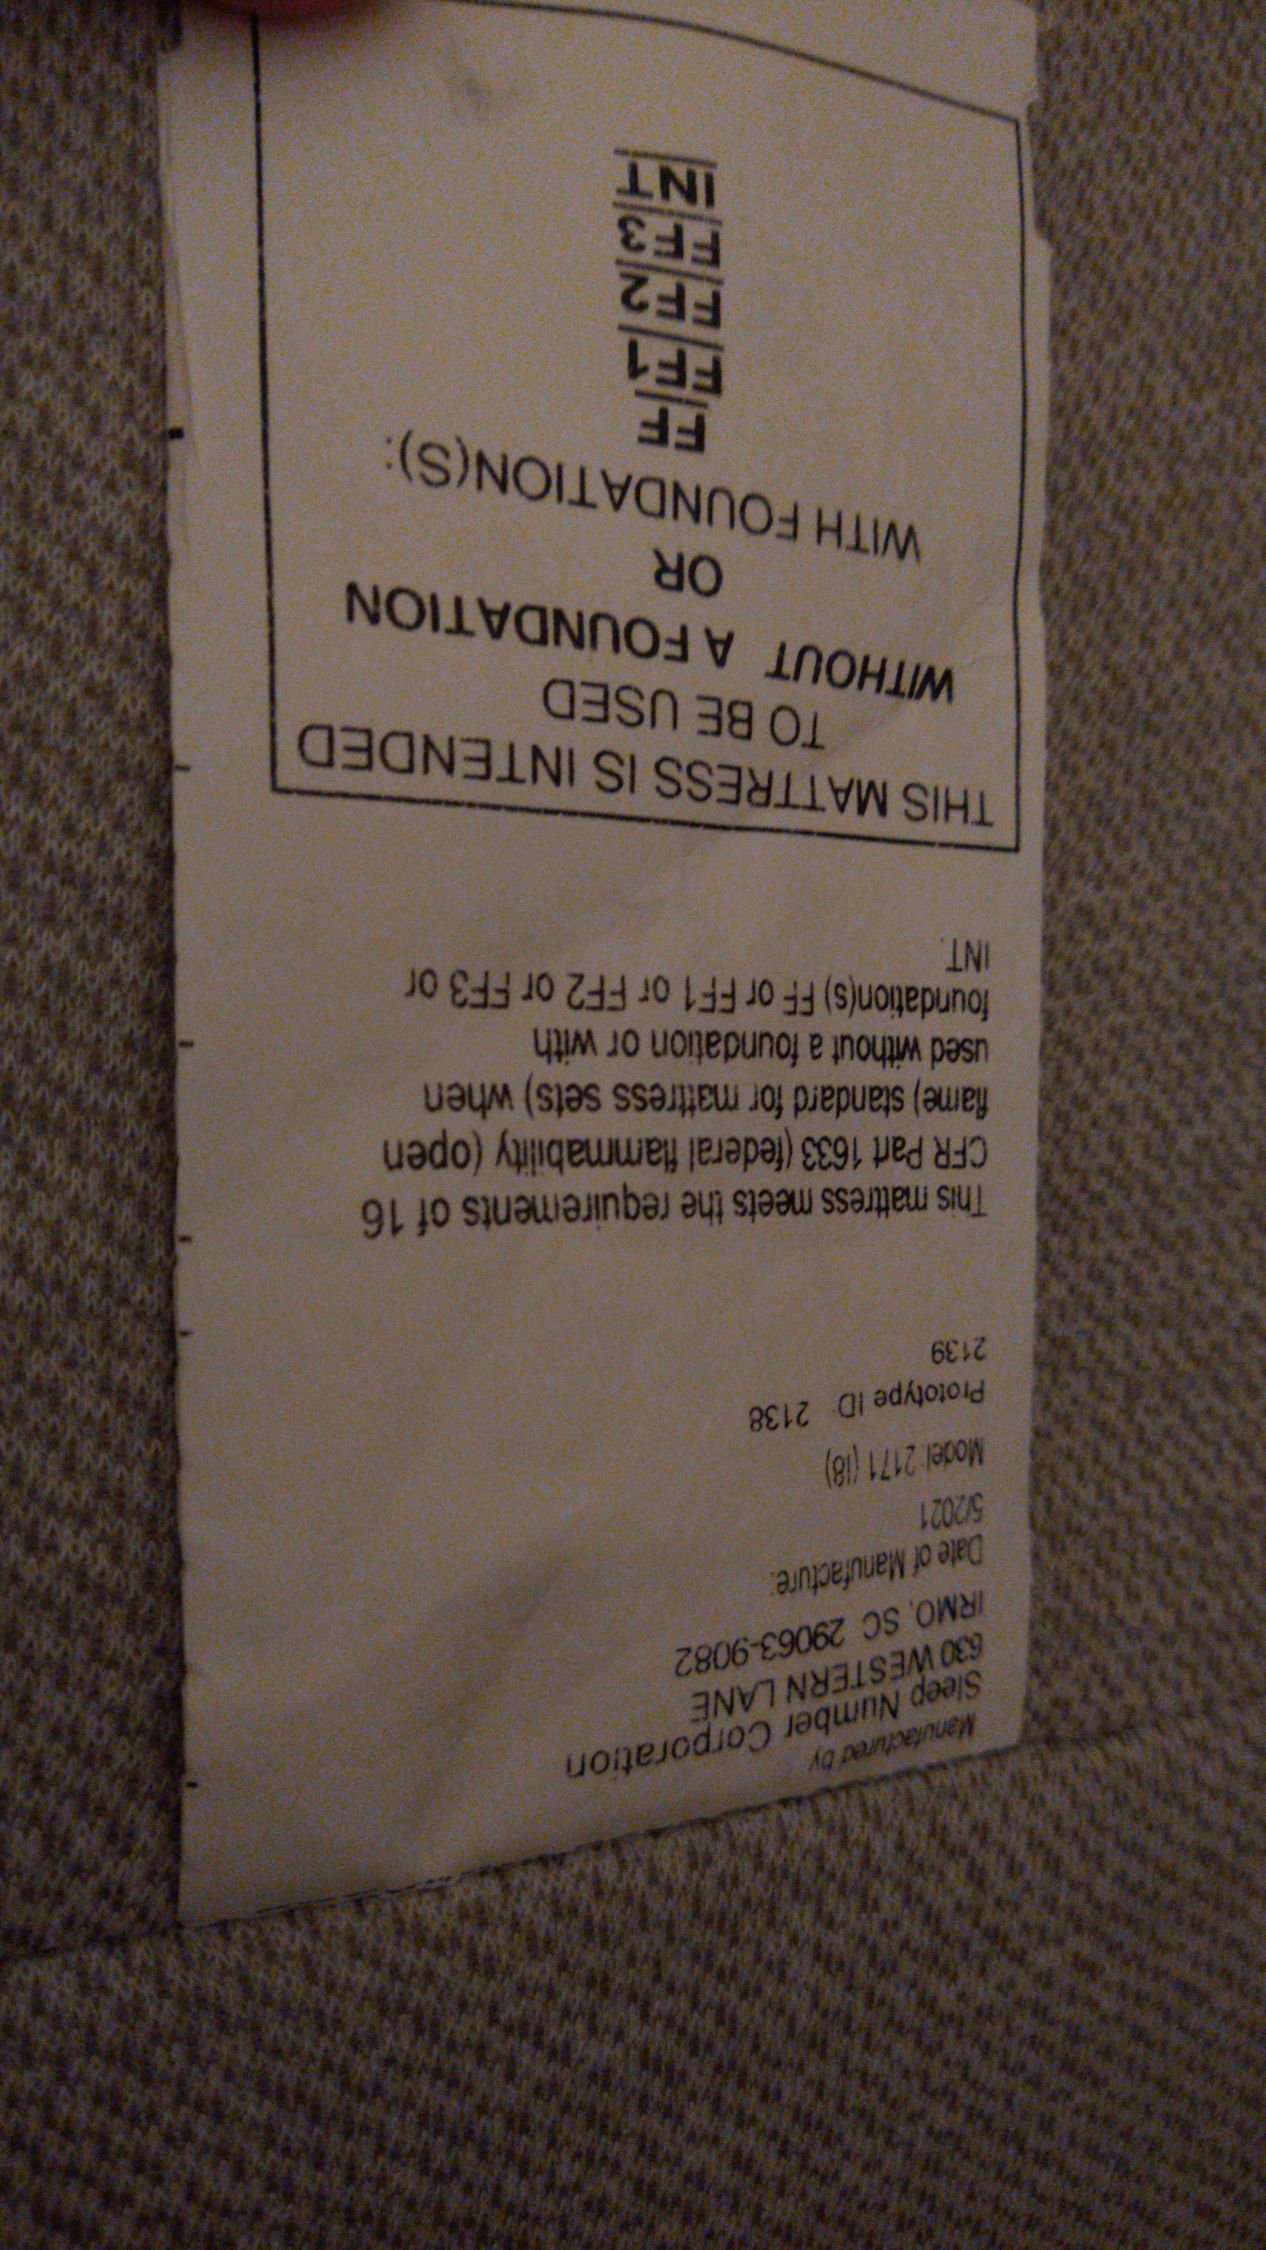 Manufactured by
Sleep Number Corporation
630 WESTERN LANE
IRMO, SC 29063-9082
Date of Manufacture:
5/2021
Model: 2171 (I8)
Prototype ID: 2138
2139
This mattress meets the requirements of 16
CFR Part 1633 (federal flammability (open
flame) standard for mattress sets) when
used without a foundation or with
foundation(s) FF or FF1 or FF2 or FF3 or
INT.
THIS MATTRESS IS INTENDED
TO BE USED
WITHOUT A FOUNDATION
OR
WITH FOUNDATION(S):
FF
FF1
FF2
FF3
INT